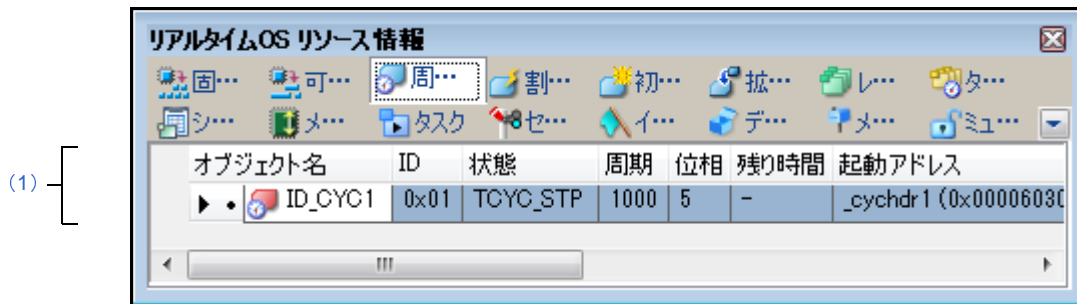 リアルタイムOS リソース情報
固… 可… 周… 割… 初… 拡… レ… タ…
シ… メ… タスク セ… イ… デ… メ… ミュ…
(1)
オブジェクト名 ID 状態 周期 位相 残り時間 起動アドレス
ID_CYC1 0x01 TCYC_STP 1000 5 - _cychdr1 (0x00006030